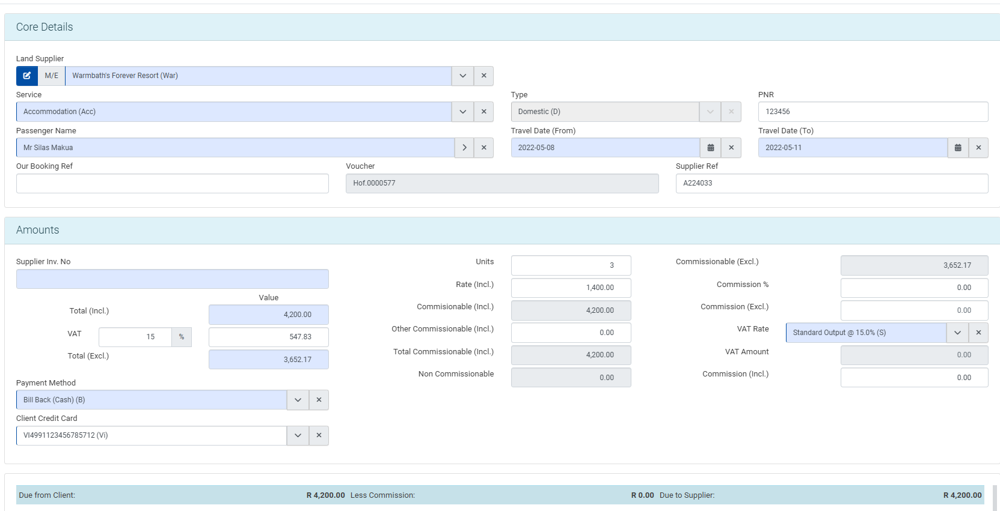 Core Details
Land Supplier
M/E Warmbath's Forever Resort (War)
Service Type PNR
Accommodation (Acc) Domestic (D) 123456
Passenger Name Travel Date (From) Travel Date (To)
Mr Silas Makua 2022-05-08 2022-05-11
Our Booking Ref Voucher Supplier Ref
Hof.0000577 A224033
Amounts
Supplier Inv. No Units 3 Commissionable (Excl.) 3,652.17
Rate (Incl.) 1,400.00 Commission % 0.00
Value
Total (Incl.) 4,200.00 Commisionable (Incl.) 4,200.00 Commission (Excl.) 0.00
VAT 15 % 547.83 Other Commissionable (Incl.) 0.00 VAT Rate Standard Output @ 15.0% (S)
Total (Excl.) 3,652.17 Total Commissionable (Incl.) 4,200.00 VAT Amount 0.00
Non Commissionable 0.00 Commission (Incl.) 0.00
Payment Method
Bill Back (Cash) (B)
Client Credit Card
VI4991123456785712 (Vi)
Due from Client: R 4,200.00 Less Commission: R 0.00 Due to Supplier: R 4,200.00